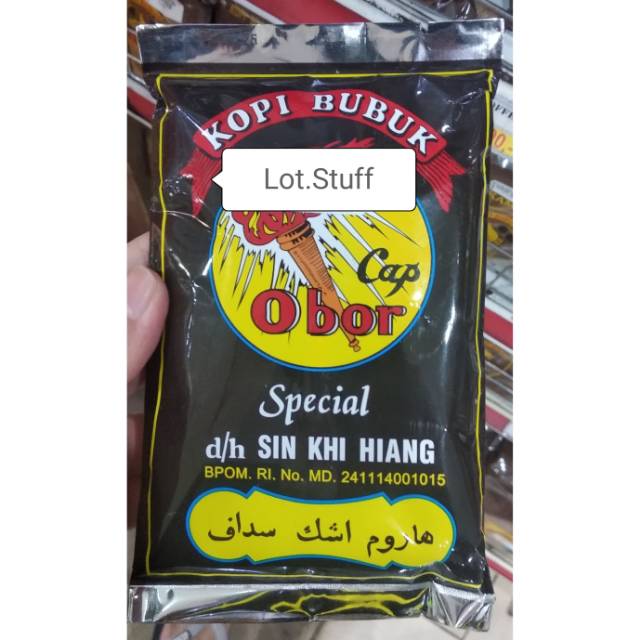 KOPI BUBUK
Lot.Stuff
Cap
Obor
Special
d/h SIN KHI HIANG
BPOM. RI. No. MD. 241114001015
هاروم اشك سداف